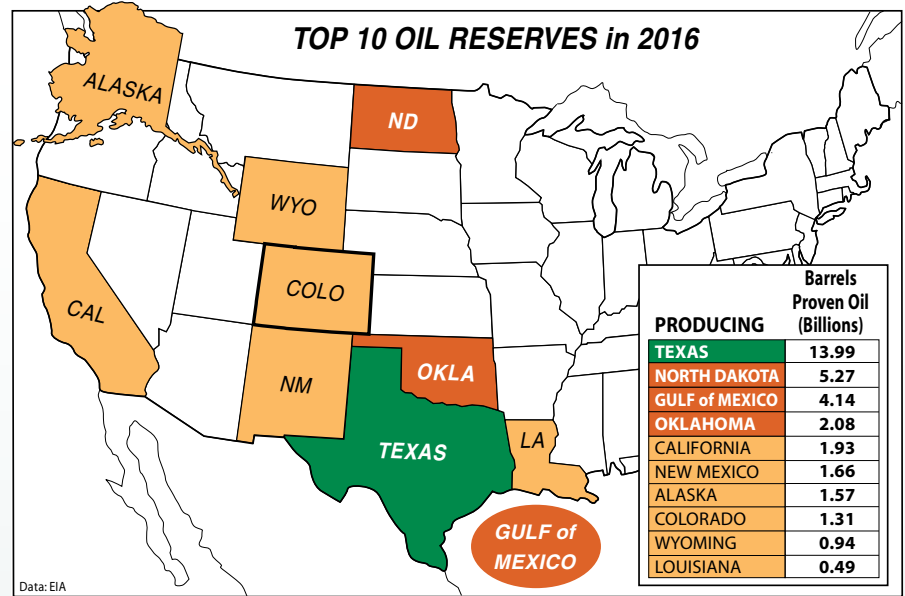 TOP 10 OIL RESERVES in 2016
ALASKA
ND
WYO
COLO
CAL
NM
OKLA
TEXAS
LA
GULF of
MEXICO
Barrels
Proven Oil
PRODUCING (Billions)
TEXAS 13.99
NORTH DAKOTA 5.27
GULF of MEXICO 4.14
OKLAHOMA 2.08
CALIFORNIA 1.93
NEW MEXICO 1.66
ALASKA 1.57
COLORADO 1.31
WYOMING 0.94
LOUISIANA 0.49
Data: EIA